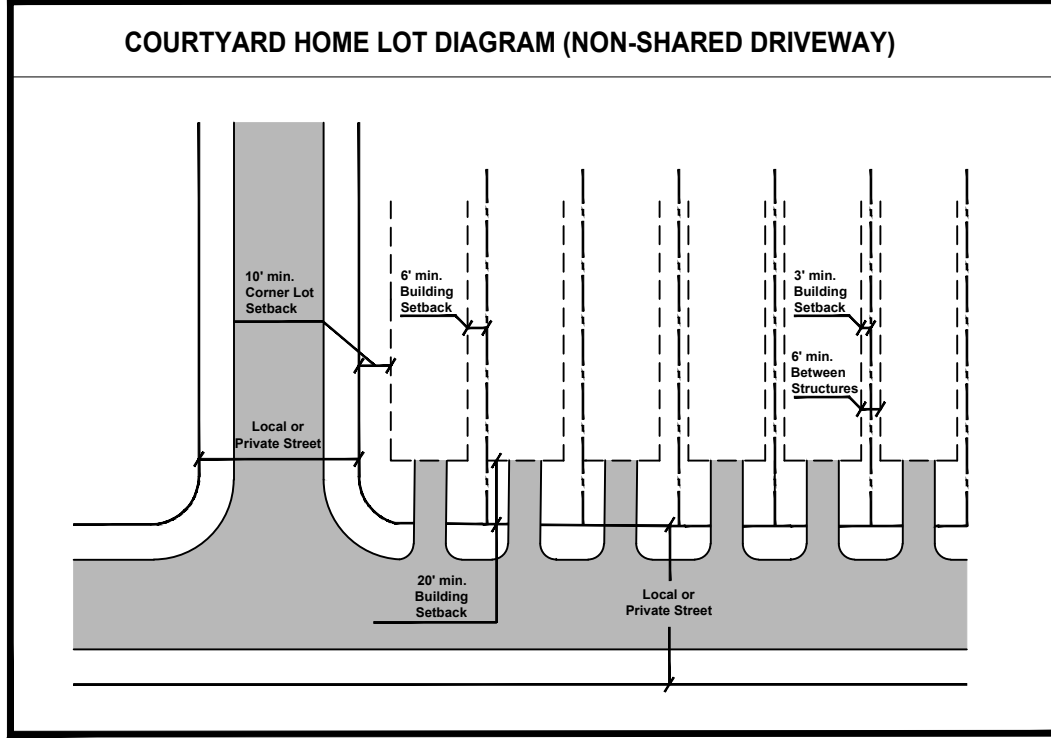 COURTYARD HOME LOT DIAGRAM (NON-SHARED DRIVEWAY)
10' min.
Corner Lot
Setback
6' min.
Building
Setback
3' min.
Building
Setback
6' min.
Between
Structures
Local or
Private Street
20' min.
Building
Setback
Local or
Private Street